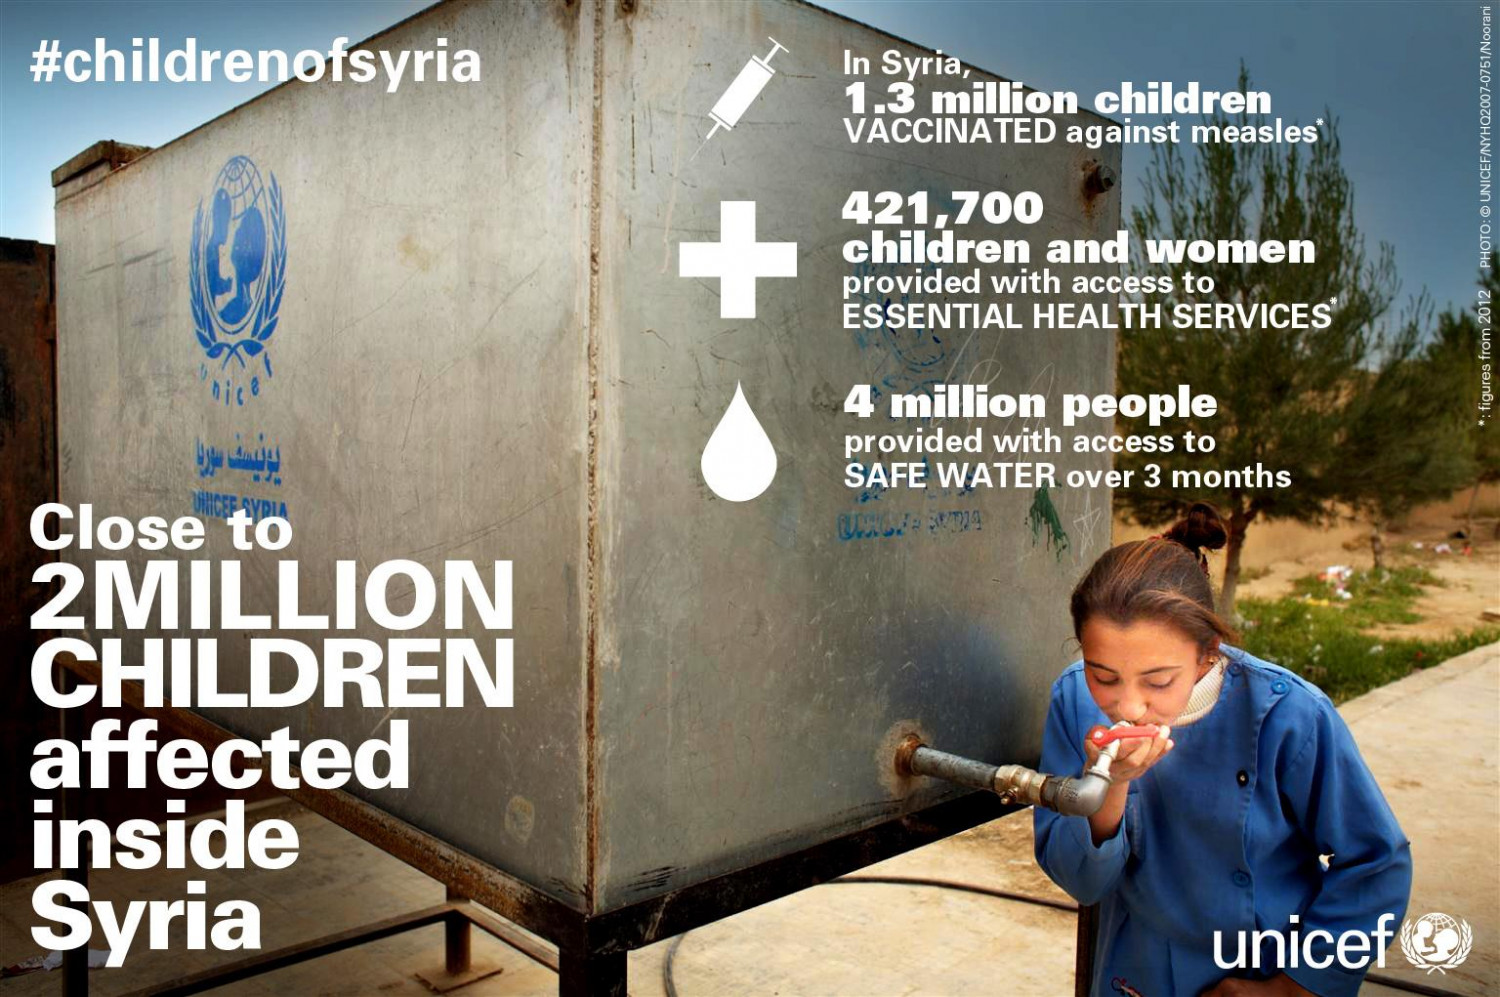 #childrenofsyria
In Syria,
1.3 million children
VACCINATED against measles*
421,700
children and women
provided with access to
ESSENTIAL HEALTH SERVICES*
4 million people
provided with access to
SAFE WATER over 3 months
unicef
يونيسف سوريا
UNICEF SYRIA
Close to
2MILLION
CHILDREN
affected
inside
Syria
unicef
*: figures from 2012 PHOTO: © UNICEF/NYHQ2007-0751/Noorani